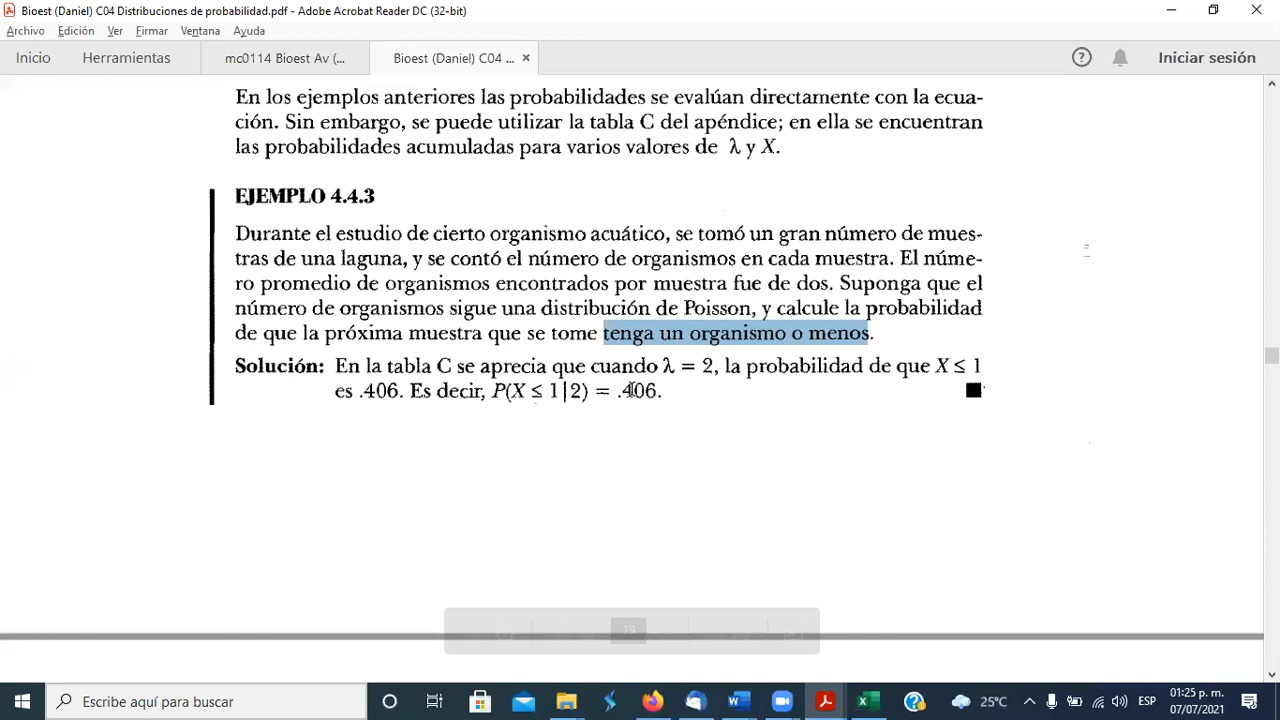 Bioest (Daniel) C04 Distribuciones de probabilidad.pdf - Adobe Acrobat Reader DC (32-bit)
Archivo Edición Ver Firmar Ventana Ayuda
Inicio Herramientas mc0114 Bioest Av (... Bioest (Daniel) C04 ... × Iniciar sesión
En los ejemplos anteriores las probabilidades se evalúan directamente con la ecua-
ción. Sin embargo, se puede utilizar la tabla C del apéndice; en ella se encuentran
las probabilidades acumuladas para varios valores de λ y X.
EJEMPLO 4.4.3
Durante el estudio de cierto organismo acuático, se tomó un gran número de mues-
tras de una laguna, y se contó el número de organismos en cada muestra. El núme-
ro promedio de organismos encontrados por muestra fue de dos. Suponga que el
número de organismos sigue una distribución de Poisson, y calcule la probabilidad
de que la próxima muestra que se tome tenga un organismo o menos.
Solución: En la tabla C se aprecia que cuando λ = 2, la probabilidad de que X ≤ 1
es .406. Es decir, P(X ≤ 1|2) = .406.
19
Escribe aquí para buscar 25°C ESP 01:25 p. m.
07/07/2021